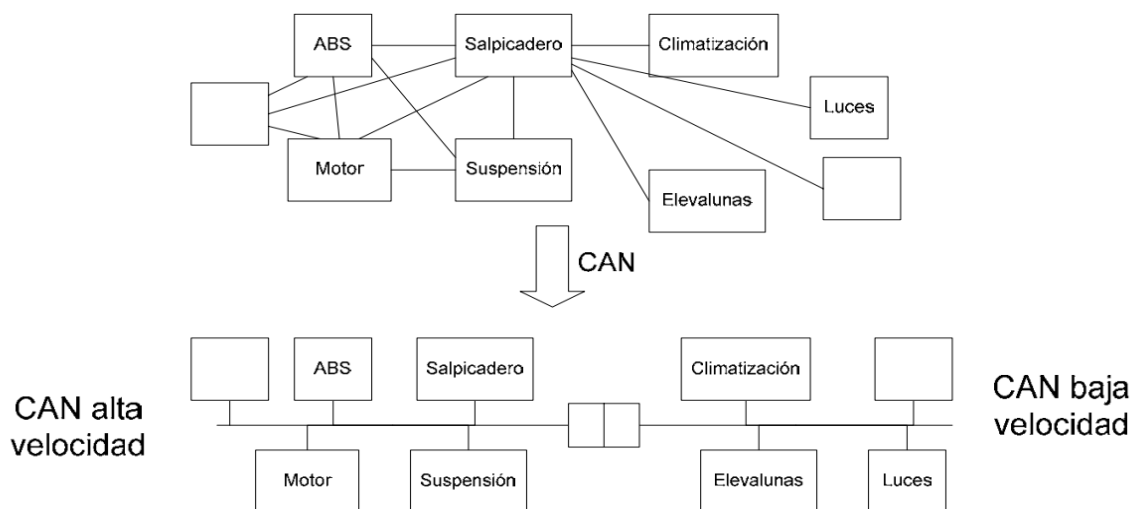 ABS
Salpicadero
Climatización
Luces
Motor
Suspensión
Elevalunas
CAN
ABS
Salpicadero
Climatización
CAN alta
velocidad
CAN baja
velocidad
Motor
Suspensión
Elevalunas
Luces